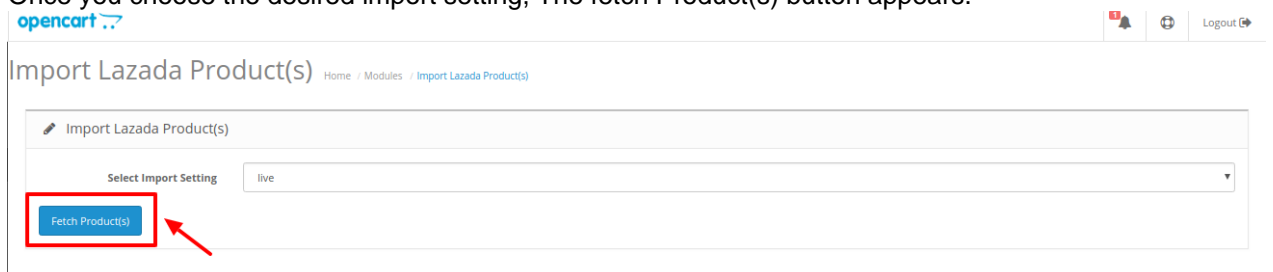 Once you choose the desired import setting, The fetch Product(s) button appears.
opencart
1
Logout
Import Lazada Product(s) Home / Modules / Import Lazada Product(s)
Import Lazada Product(s)
Select Import Setting live
Fetch Product(s)